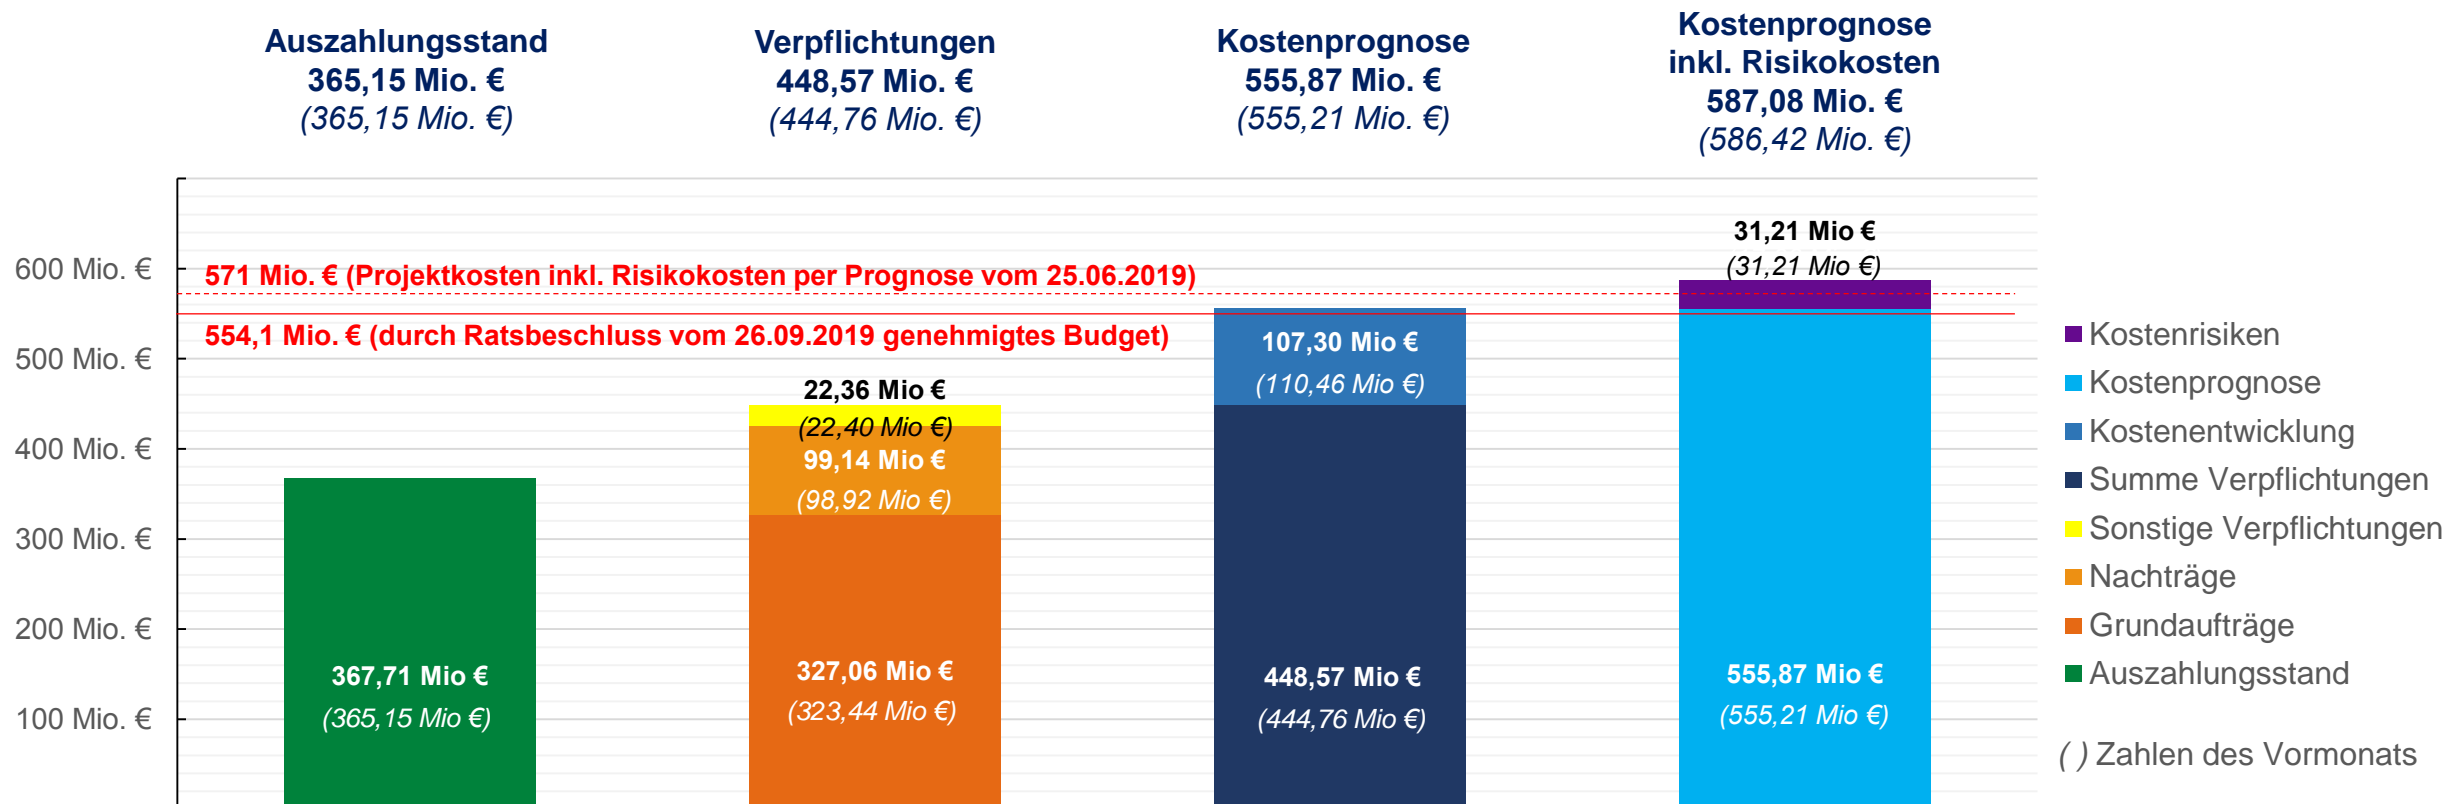 Auszahlungsstand
365,15 Mio. €
(365,15 Mio. €)
Verpflichtungen
448,57 Mio. €
(444,76 Mio. €)
Kostenprognose
555,87 Mio. €
(555,21 Mio. €)
Kostenprognose
inkl. Risikokosten
587,08 Mio. €
(586,42 Mio. €)
600 Mio. €
500 Mio. €
400 Mio. €
300 Mio. €
200 Mio. €
100 Mio. €
571 Mio. € (Projektkosten inkl. Risikokosten per Prognose vom 25.06.2019)
554,1 Mio. € (durch Ratsbeschluss vom 26.09.2019 genehmigtes Budget)
367,71 Mio €
(365,15 Mio €)
22,36 Mio €
(22,40 Mio €)
99,14 Mio €
(98,92 Mio €)
327,06 Mio €
(323,44 Mio €)
107,30 Mio €
(110,46 Mio €)
448,57 Mio €
(444,76 Mio €)
31,21 Mio €
(31,21 Mio €)
555,87 Mio €
(555,21 Mio €)
Kostenrisiken
Kostenprognose
Kostenentwicklung
Summe Verpflichtungen
Sonstige Verpflichtungen
Nachträge
Grundaufträge
Auszahlungsstand
( ) Zahlen des Vormonats